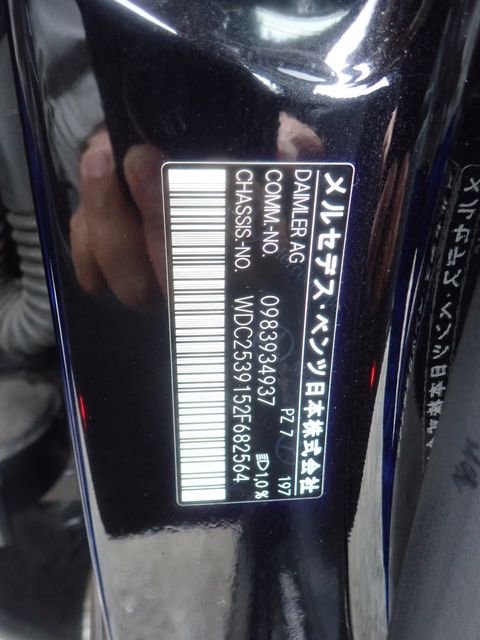 メルセデス・ベンツ日本株式会社
DAIMLER AG PZ 7 197
COMM-NO. 0983934937
CHASSIS-NO. WDC2539152F682564 1.0%